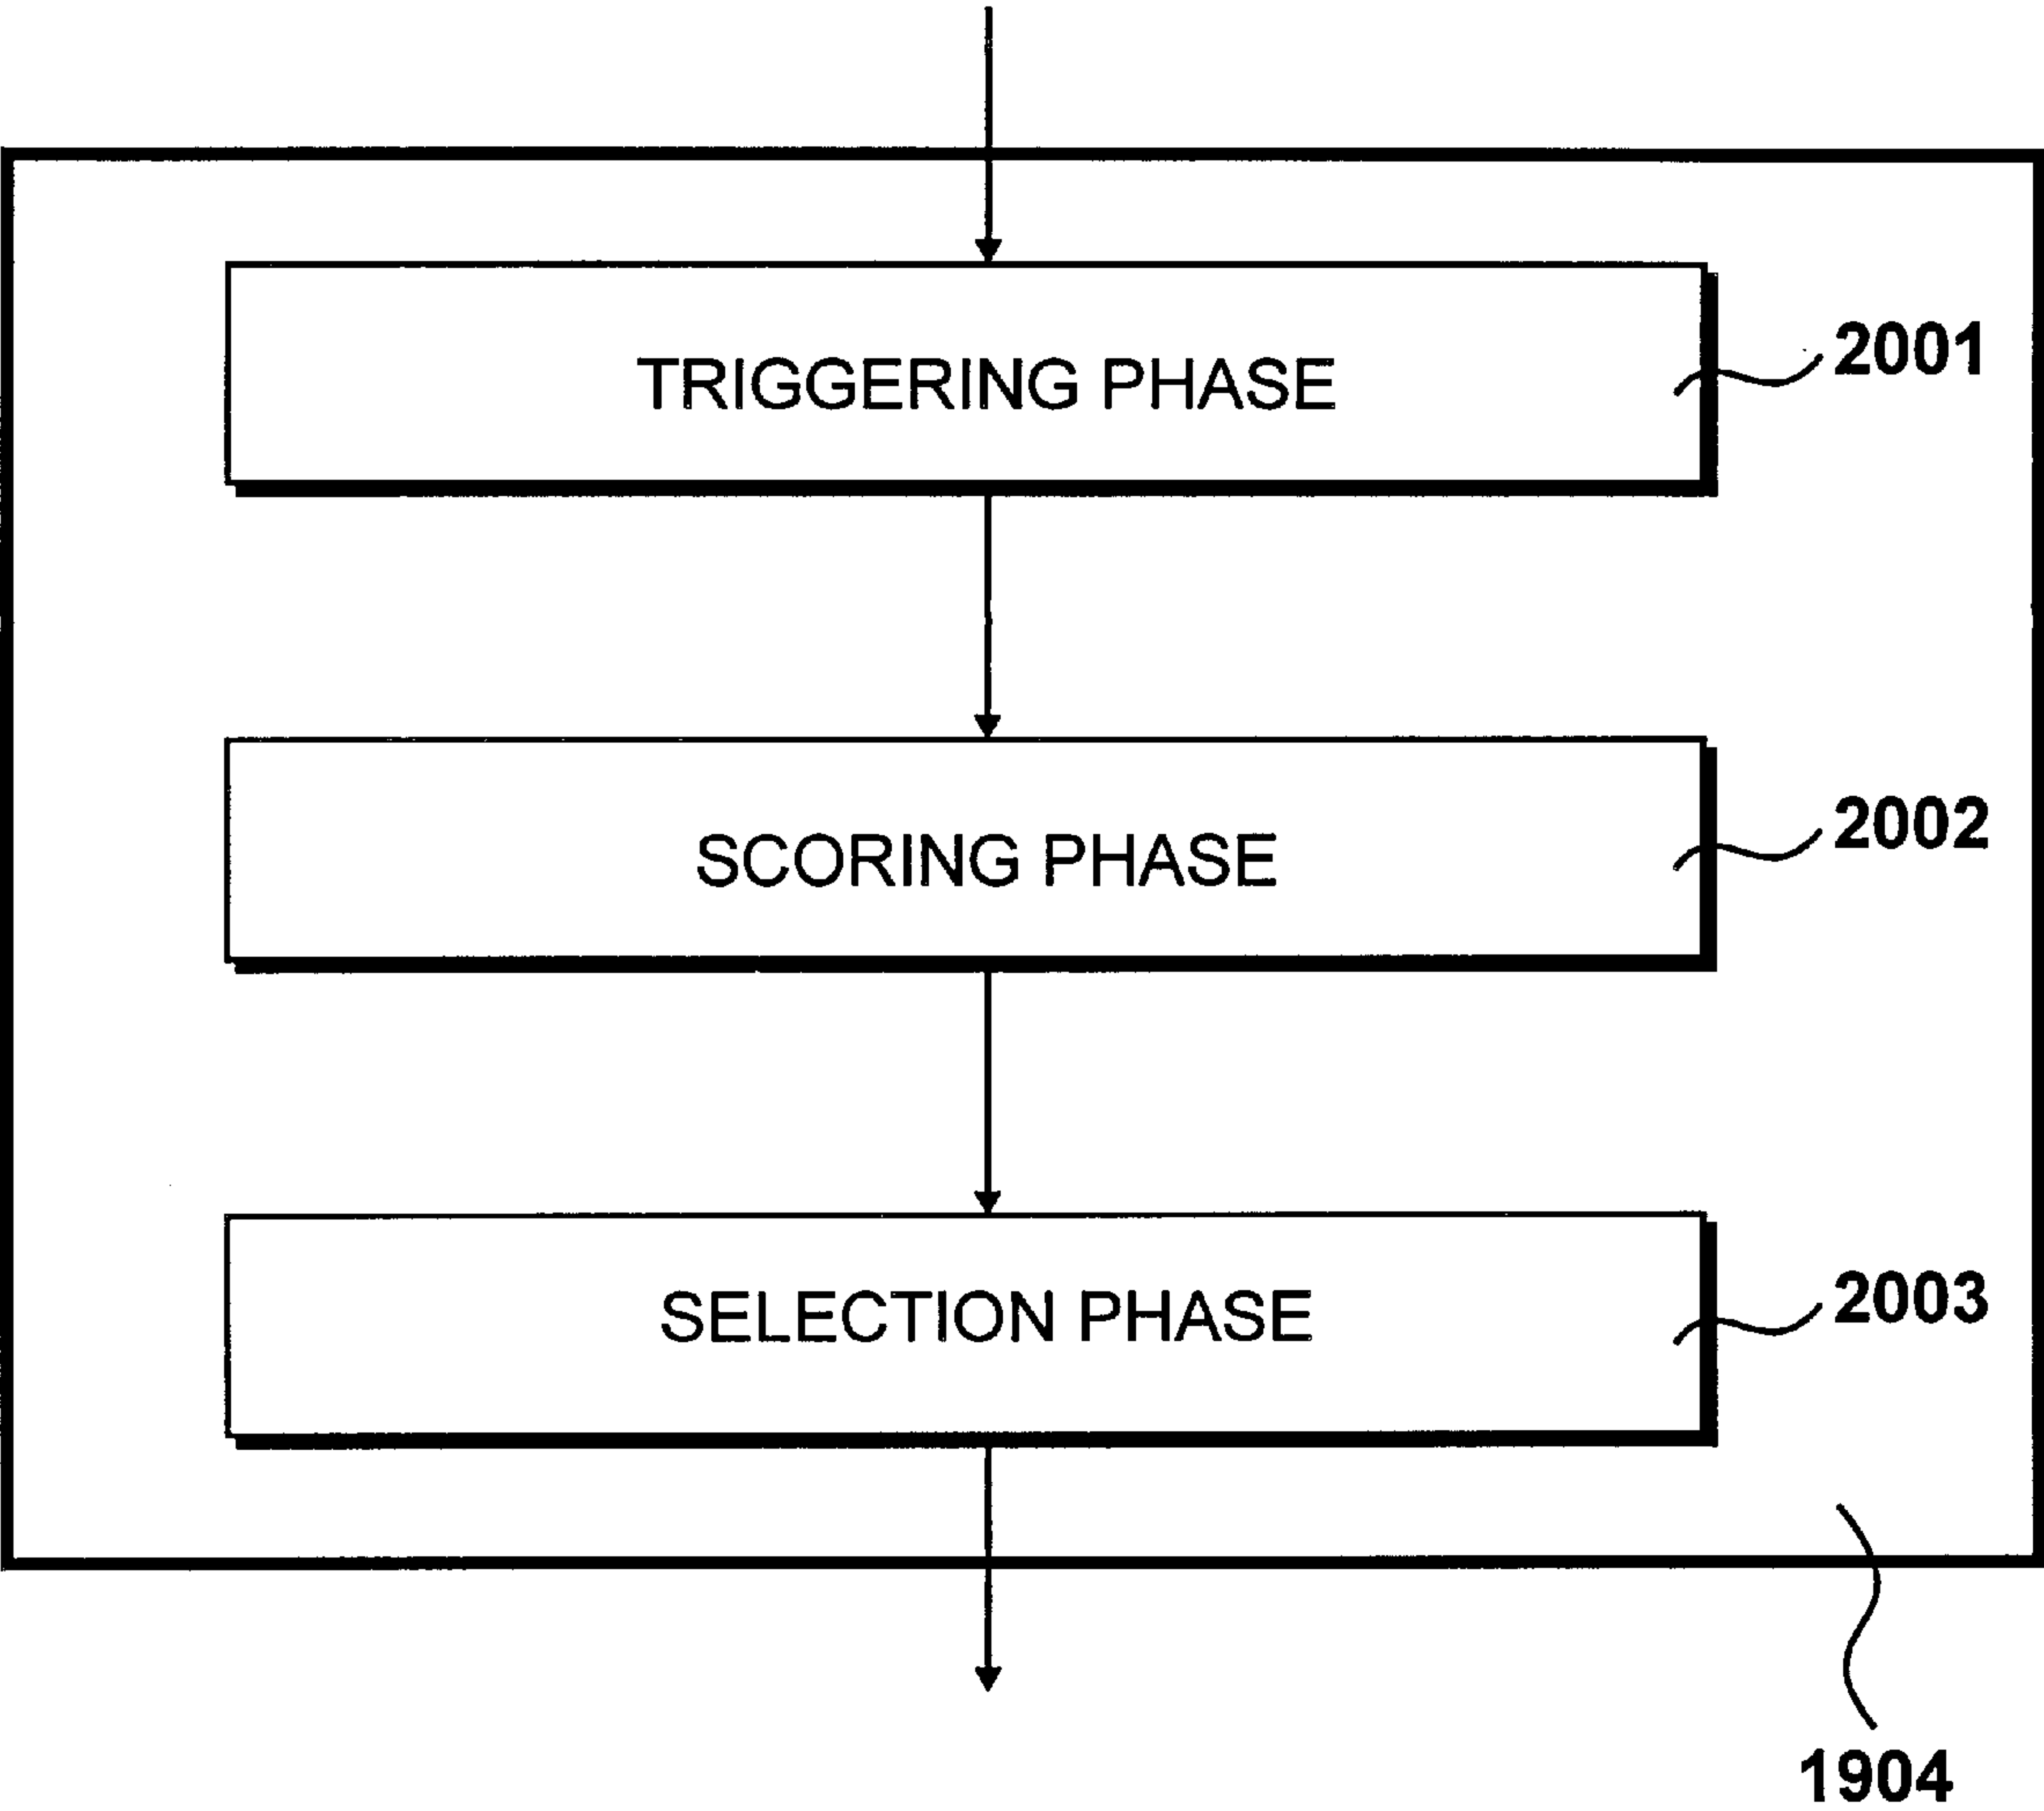 TRIGGERING PHASE
2001
SCORING PHASE
2002
SELECTION PHASE
2003
1904